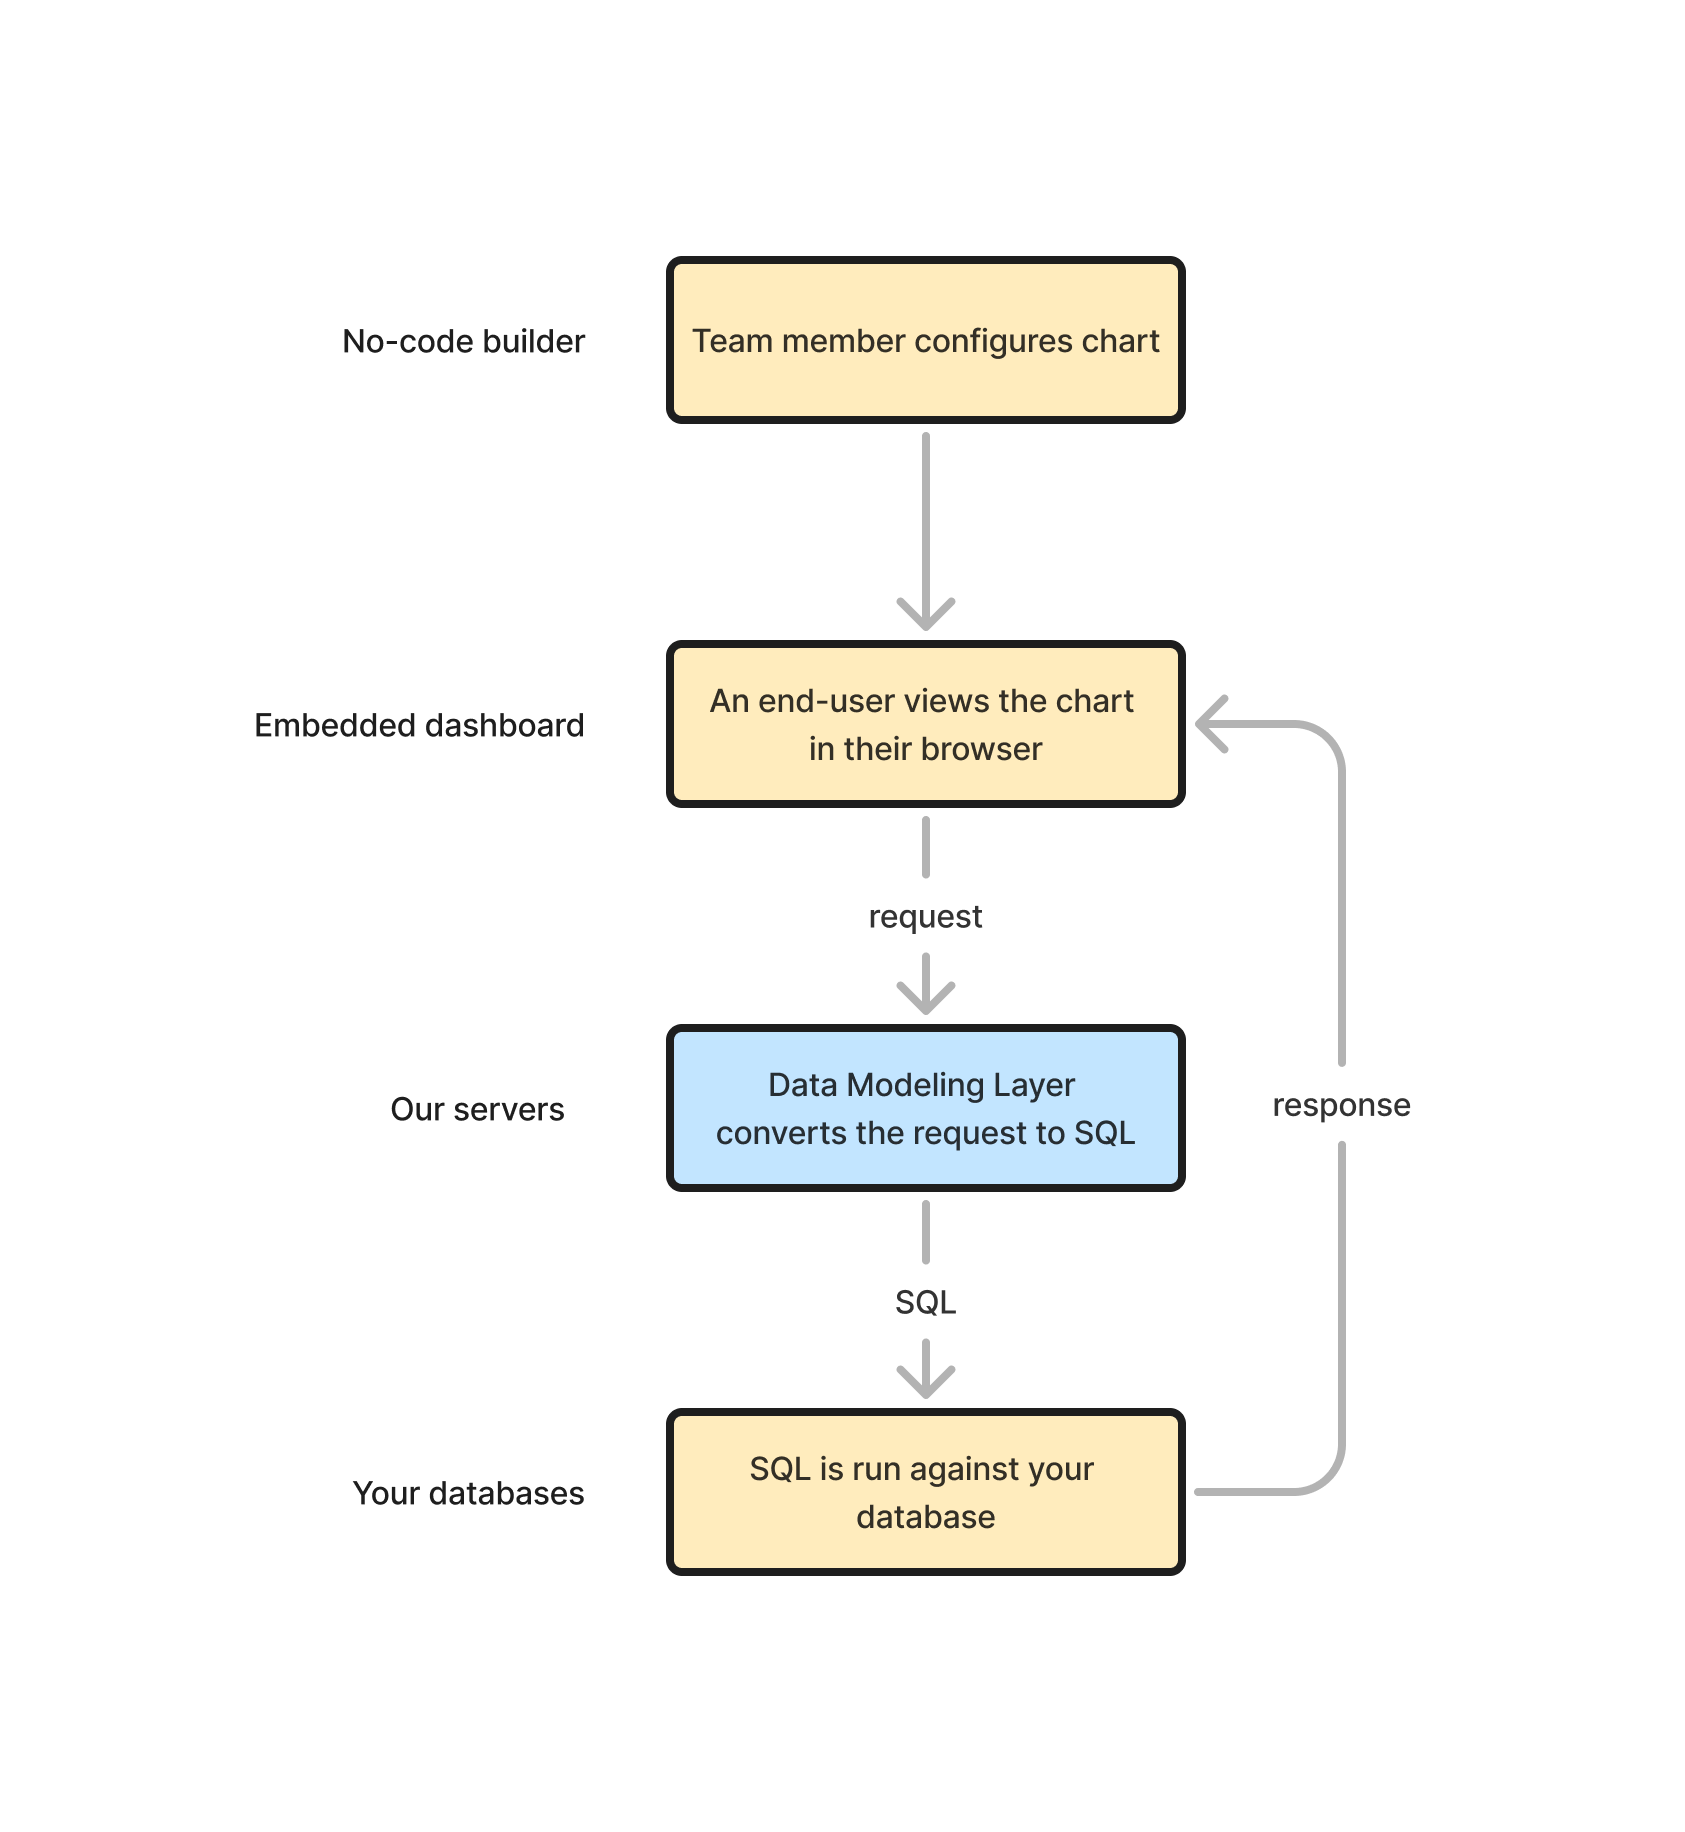 No-code builder
Team member configures chart
Embedded dashboard
An end-user views the chart
in their browser
request
Our servers
Data Modeling Layer
converts the request to SQL
response
SQL
Your databases
SQL is run against your
database